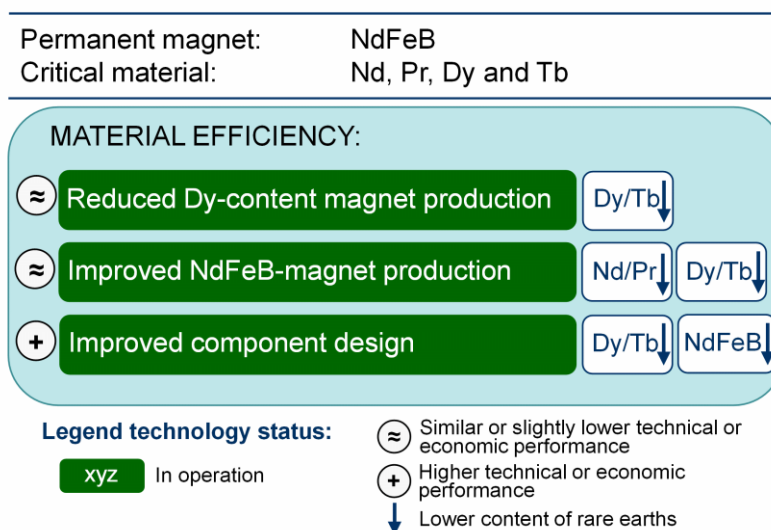 Permanent magnet: NdFeB
Critical material: Nd, Pr, Dy and Tb
MATERIAL EFFICIENCY:
≈ Reduced Dy-content magnet production Dy/Tb↓
≈ Improved NdFeB-magnet production Nd/Pr↓ Dy/Tb↓
+ Improved component design Dy/Tb↓ NdFeB↓
Legend technology status:
xyz In operation
≈ Similar or slightly lower technical or
economic performance
+ Higher technical or economic
performance
↓ Lower content of rare earths